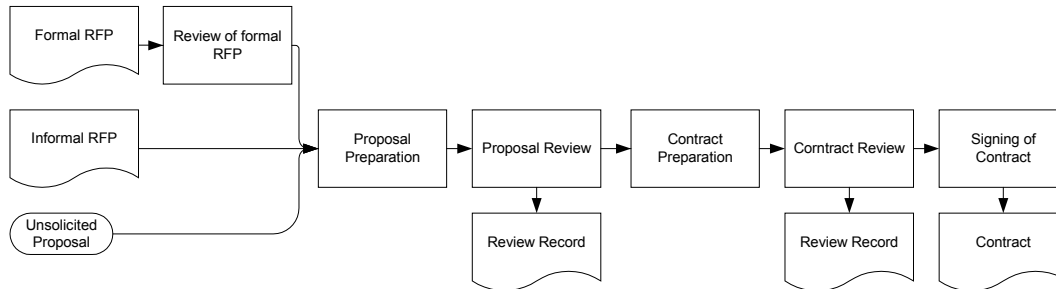 Formal RFP
Review of formal
RFP
Informal RFP
Proposal
Preparation
Proposal Review
Contract
Preparation
Corntract Review
Signing of
Contract
Unsolicited
Proposal
Review Record
Review Record
Contract